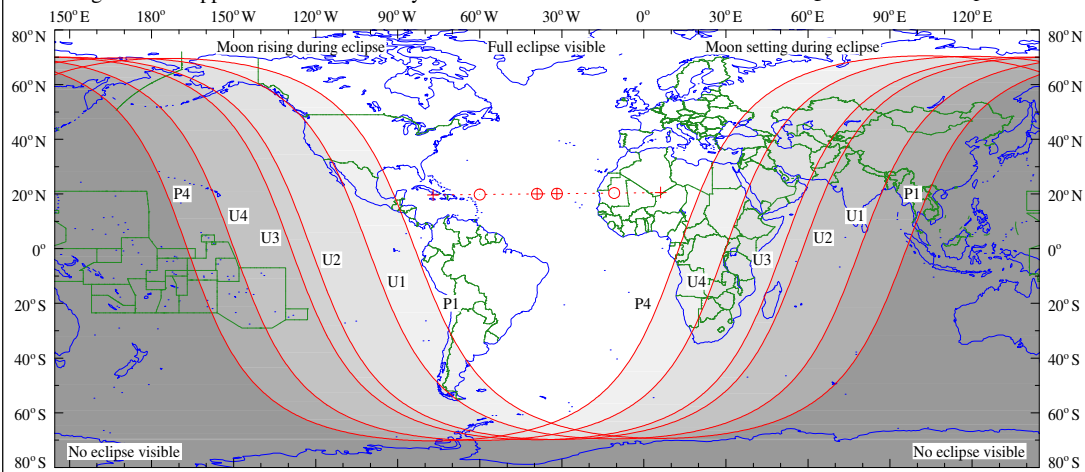 150°E 180° 150°W 120°W 90°W 60°W 30°W 0° 30°E 60°E 90°E 120°E
80°N 80°N
Moon rising during eclipse Full eclipse visible Moon setting during eclipse
60°N 60°N
40°N 40°N
20°N P4 P1 20°N
U4 U1
U3 U2
0° 0°
U2 U3
U1 U4
20°S P1 P4 20°S
40°S 40°S
60°S 60°S
No eclipse visible No eclipse visible
80°S 80°S